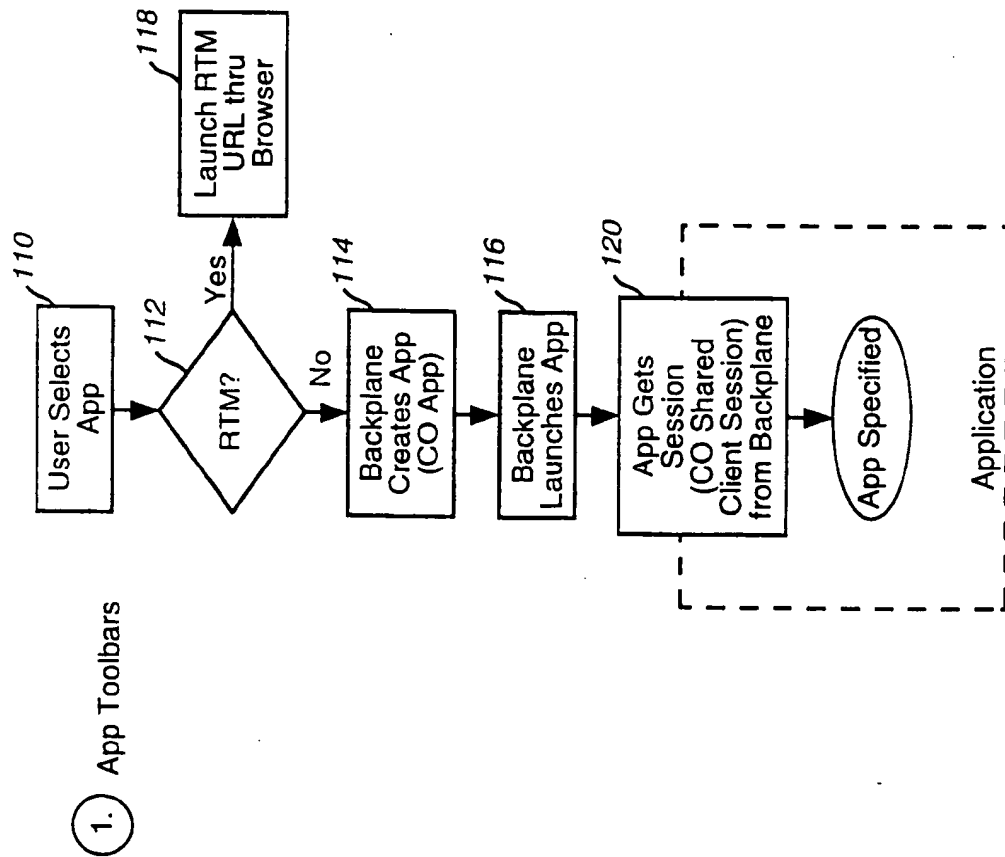 1.
App Toolbars
110
User Selects
App
112
RTM?
Yes
118
Launch RTM
URL thru
Browser
No
114
Backplane
Creates App
(CO App)
116
Backplane
Launches App
120
App Gets
Session
(CO Shared
Client Session)
from Backplane
App Specified
Application